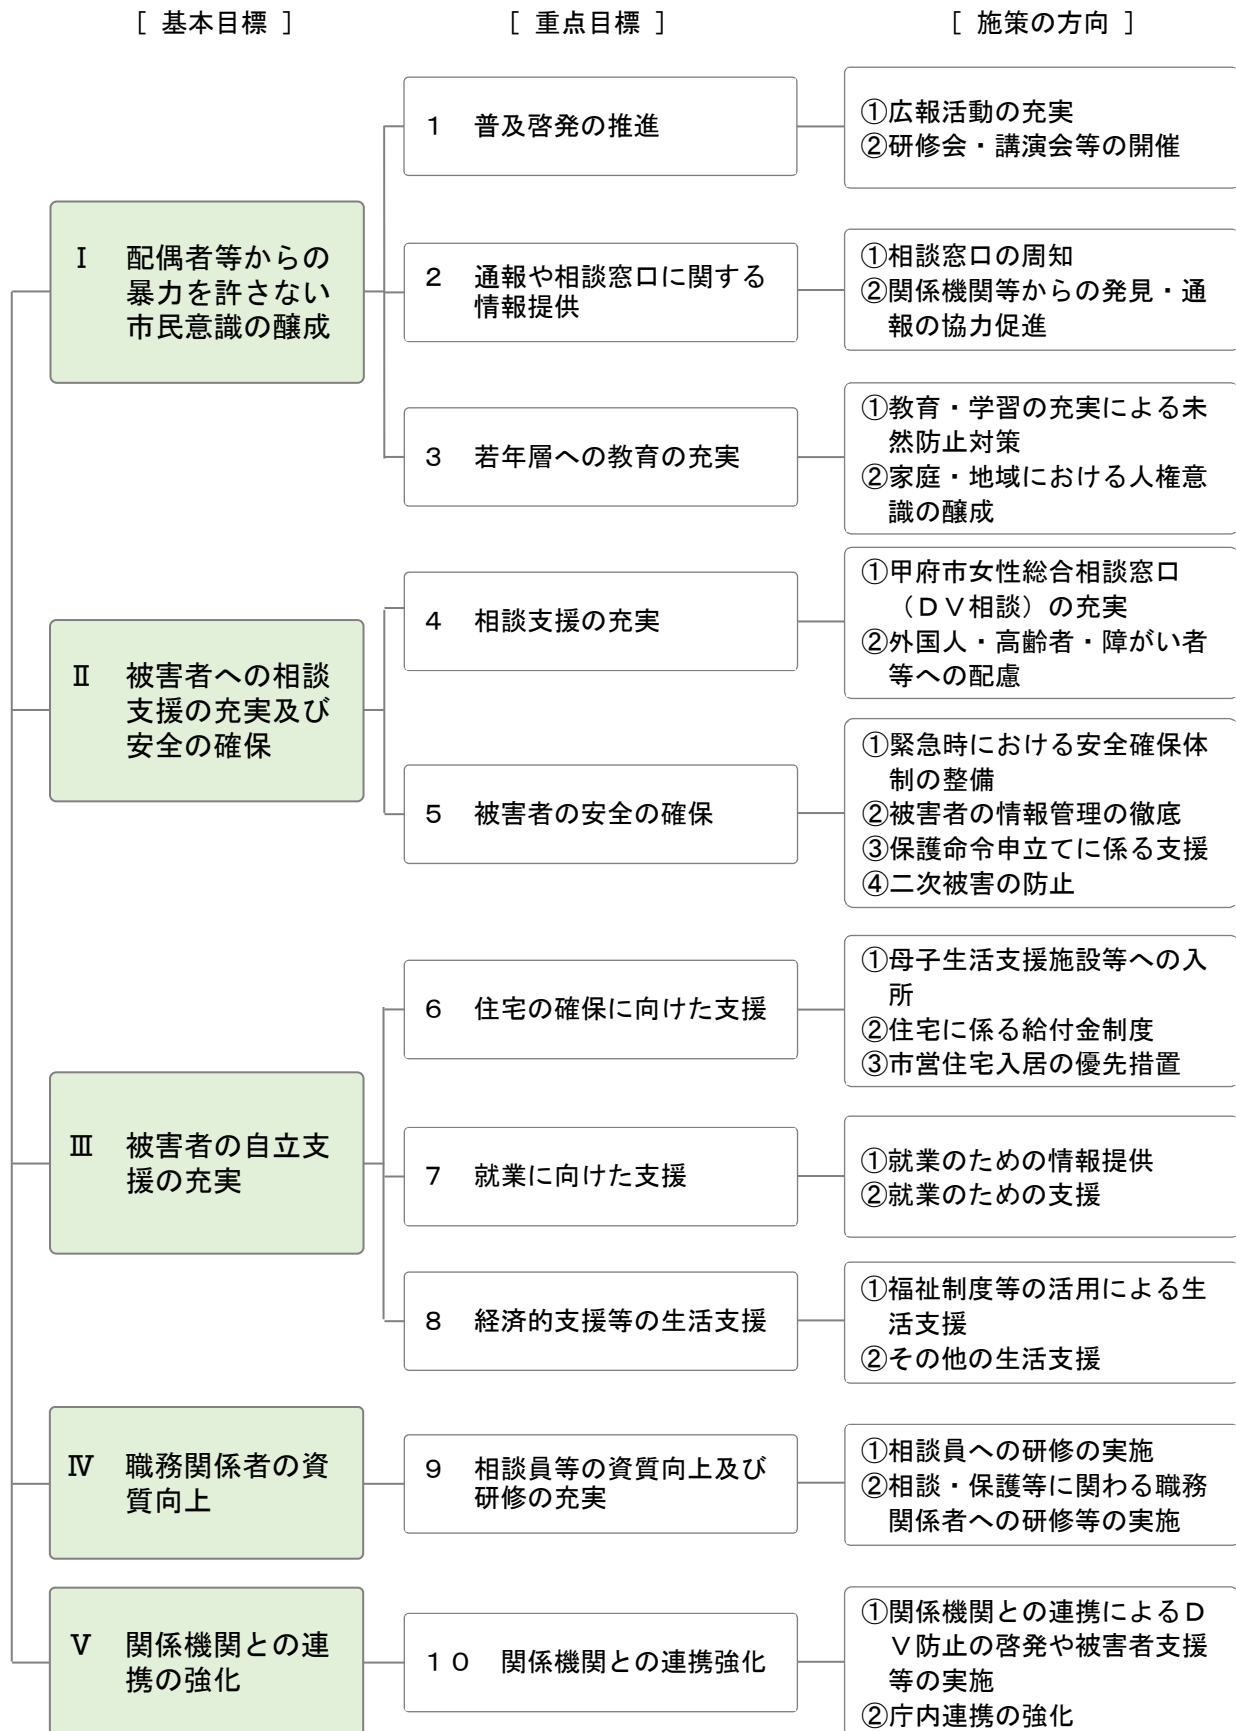 [ 基本目標 ]
[ 重点目標 ]
[ 施策の方向 ]
Ⅰ 配偶者等からの
暴力を許さない
市民意識の醸成
1 普及啓発の推進
①広報活動の充実
②研修会・講演会等の開催
2 通報や相談窓口に関する
情報提供
①相談窓口の周知
②関係機関等からの発見・通
報の協力促進
3 若年層への教育の充実
①教育・学習の充実による未
然防止対策
②家庭・地域における人権意
識の醸成
Ⅱ 被害者への相談
支援の充実及び
安全の確保
4 相談支援の充実
①甲府市女性総合相談窓口
(DV相談)の充実
②外国人・高齢者・障がい者
等への配慮
5 被害者の安全の確保
①緊急時における安全確保体
制の整備
②被害者の情報管理の徹底
③保護命令申立てに係る支援
④二次被害の防止
Ⅲ 被害者の自立支
援の充実
6 住宅の確保に向けた支援
①母子生活支援施設等への入
所
②住宅に係る給付金制度
③市営住宅入居の優先措置
7 就業に向けた支援
①就業のための情報提供
②就業のための支援
8 経済的支援等の生活支援
①福祉制度等の活用による生
活支援
②その他の生活支援
Ⅳ 職務関係者の資
質向上
9 相談員等の資質向上及び
研修の充実
①相談員への研修の実施
②相談・保護等に関わる職務
関係者への研修等の実施
Ⅴ 関係機関との連
携の強化
10 関係機関との連携強化
①関係機関との連携によるD
V防止の啓発や被害者支援
等の実施
②庁内連携の強化